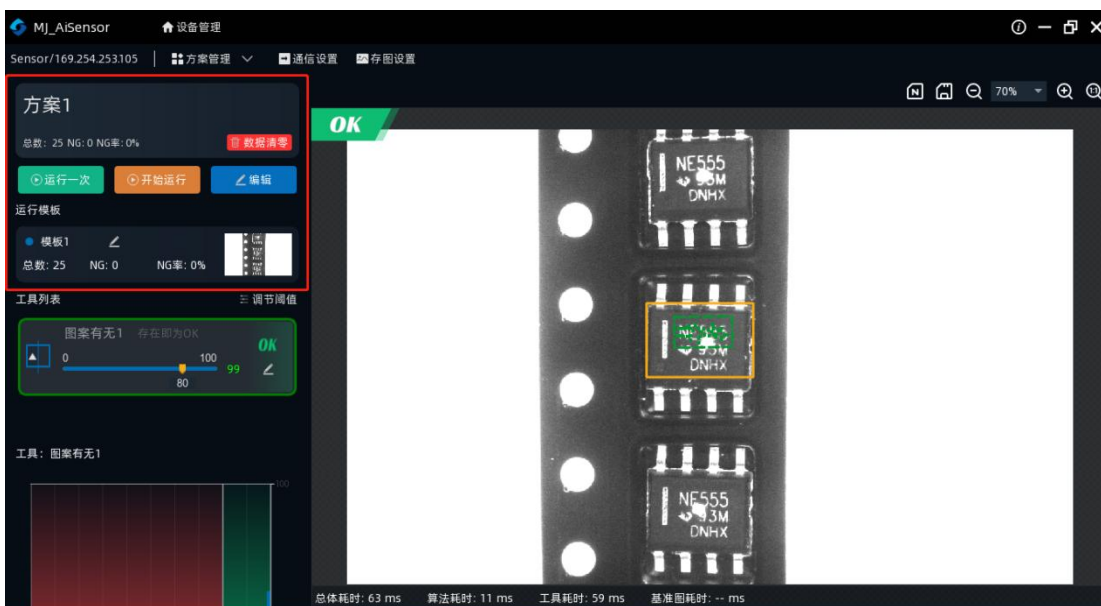 MJ_AiSensor 设备管理
Sensor/169.254.253.105 方案管理 通信设置 存图设置
70%
方案1
总数: 25 NG: 0 NG率: 0% 数据清零
运行一次 开始运行 编辑
运行模板
模板1
总数: 25 NG: 0 NG率: 0%
工具列表 调节阈值
图案有无1 存在即为OK
0 100
80
99
OK
工具: 图案有无1
100
OK
NE555
93M
DNHX
NE555
93M
DNHX
NE555
93M
DNHX
总体耗时: 63 ms 算法耗时: 11 ms 工具耗时: 59 ms 基准图耗时: -- ms